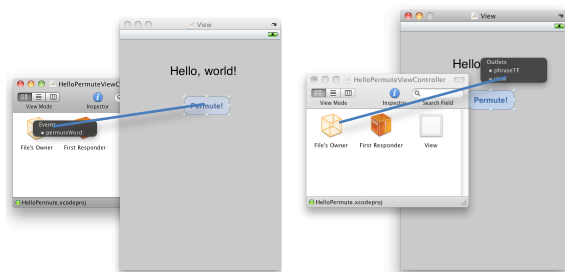 View
Hello, world!
Permute!
HelloPermuteViewC
View Mode
Inspector
Events
permuteWord
File's Owner
First Responder
HelloPermute.xcodeproj
View
Hello
Outlets
phraseTF
Permute!
HelloPermuteViewController
View Mode
Inspector
Search Field
File's Owner
First Responder
View
HelloPermute.xcodeproj